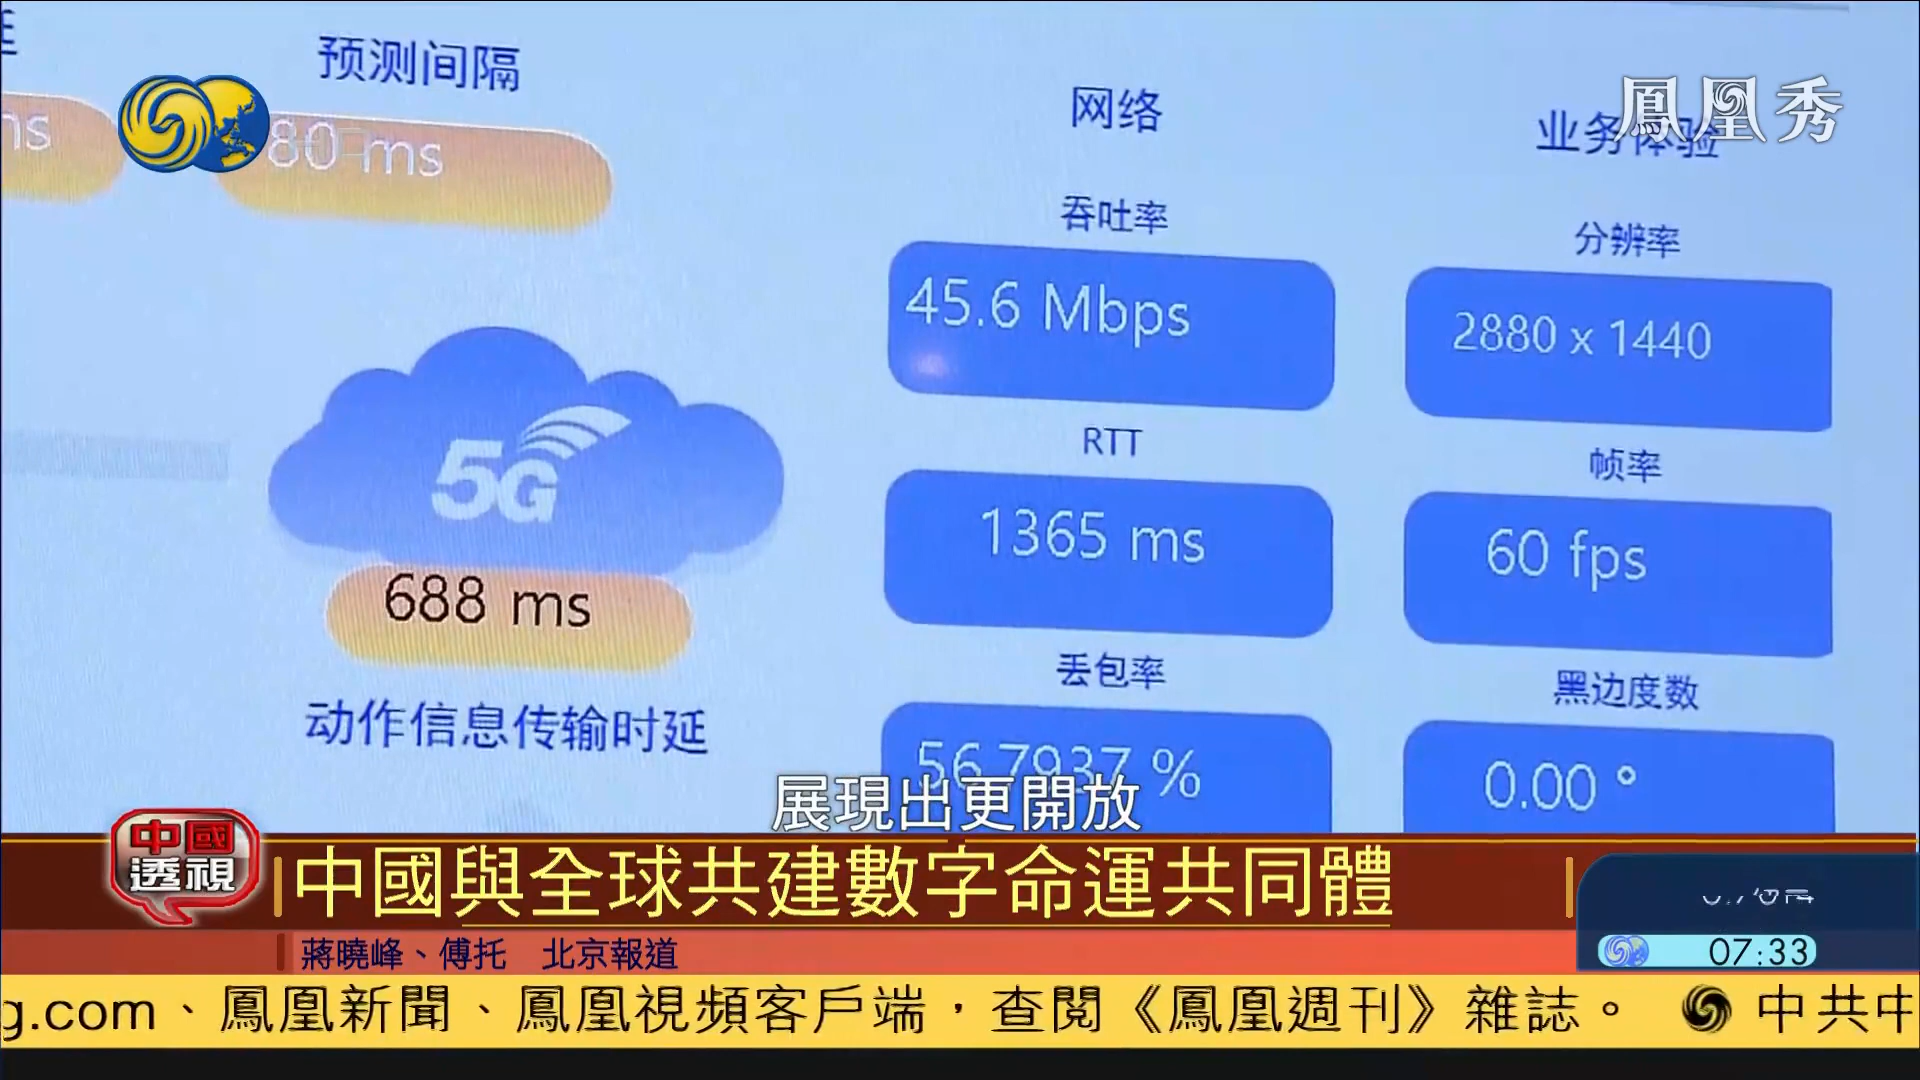 预测间隔
80 ms
ms
鳳凰秀
网络
业务体验
吞吐率
45.6 Mbps
分辨率
2880 x 1440
RTT
1365 ms
帧率
60 fps
5G
688 ms
动作信息传输时延
丢包率
56.7937 %
黑边度数
0.00 °
展現出更開放
中國透視
中國與全球共建數字命運共同體
蔣曉峰、傅托 北京報道
07:33
g.com、鳳凰新聞、鳳凰視頻客戶端，查閱《鳳凰週刊》雜誌。 中共中